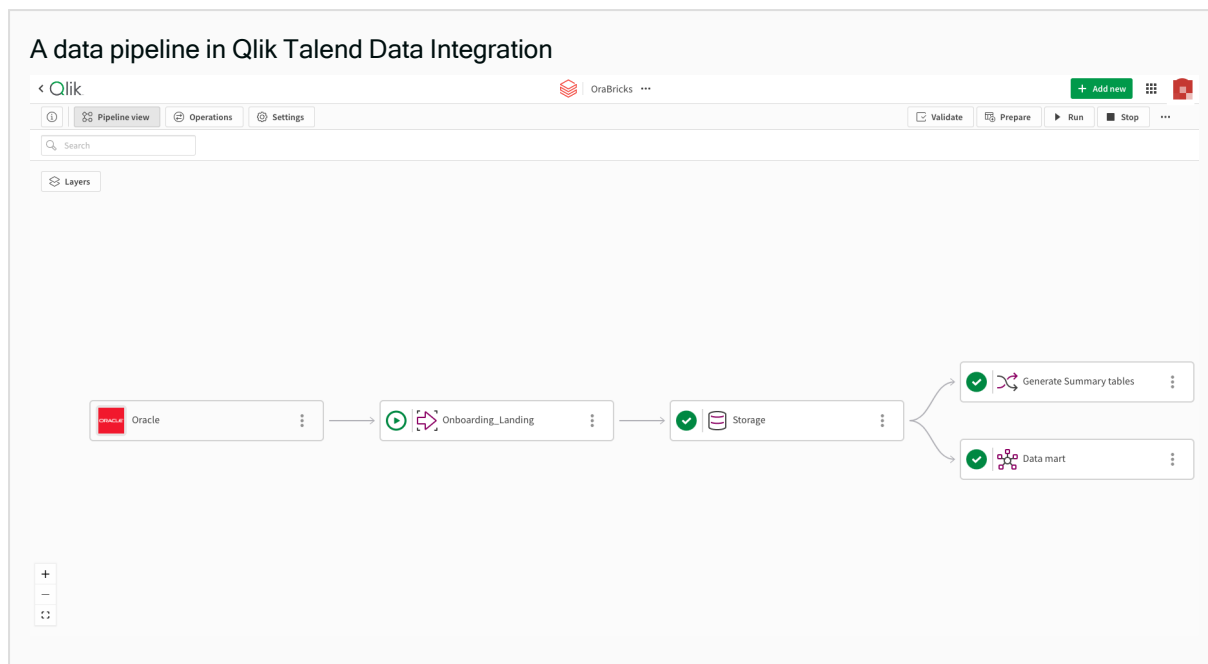 A data pipeline in Qlik Talend Data Integration
Qlik
OraBricks
Add new
Pipeline view
Operations
Settings
Validate
Prepare
Run
Stop
Search
Layers
ORACLE
Oracle
Onboarding_Landing
Storage
Generate Summary tables
Data mart